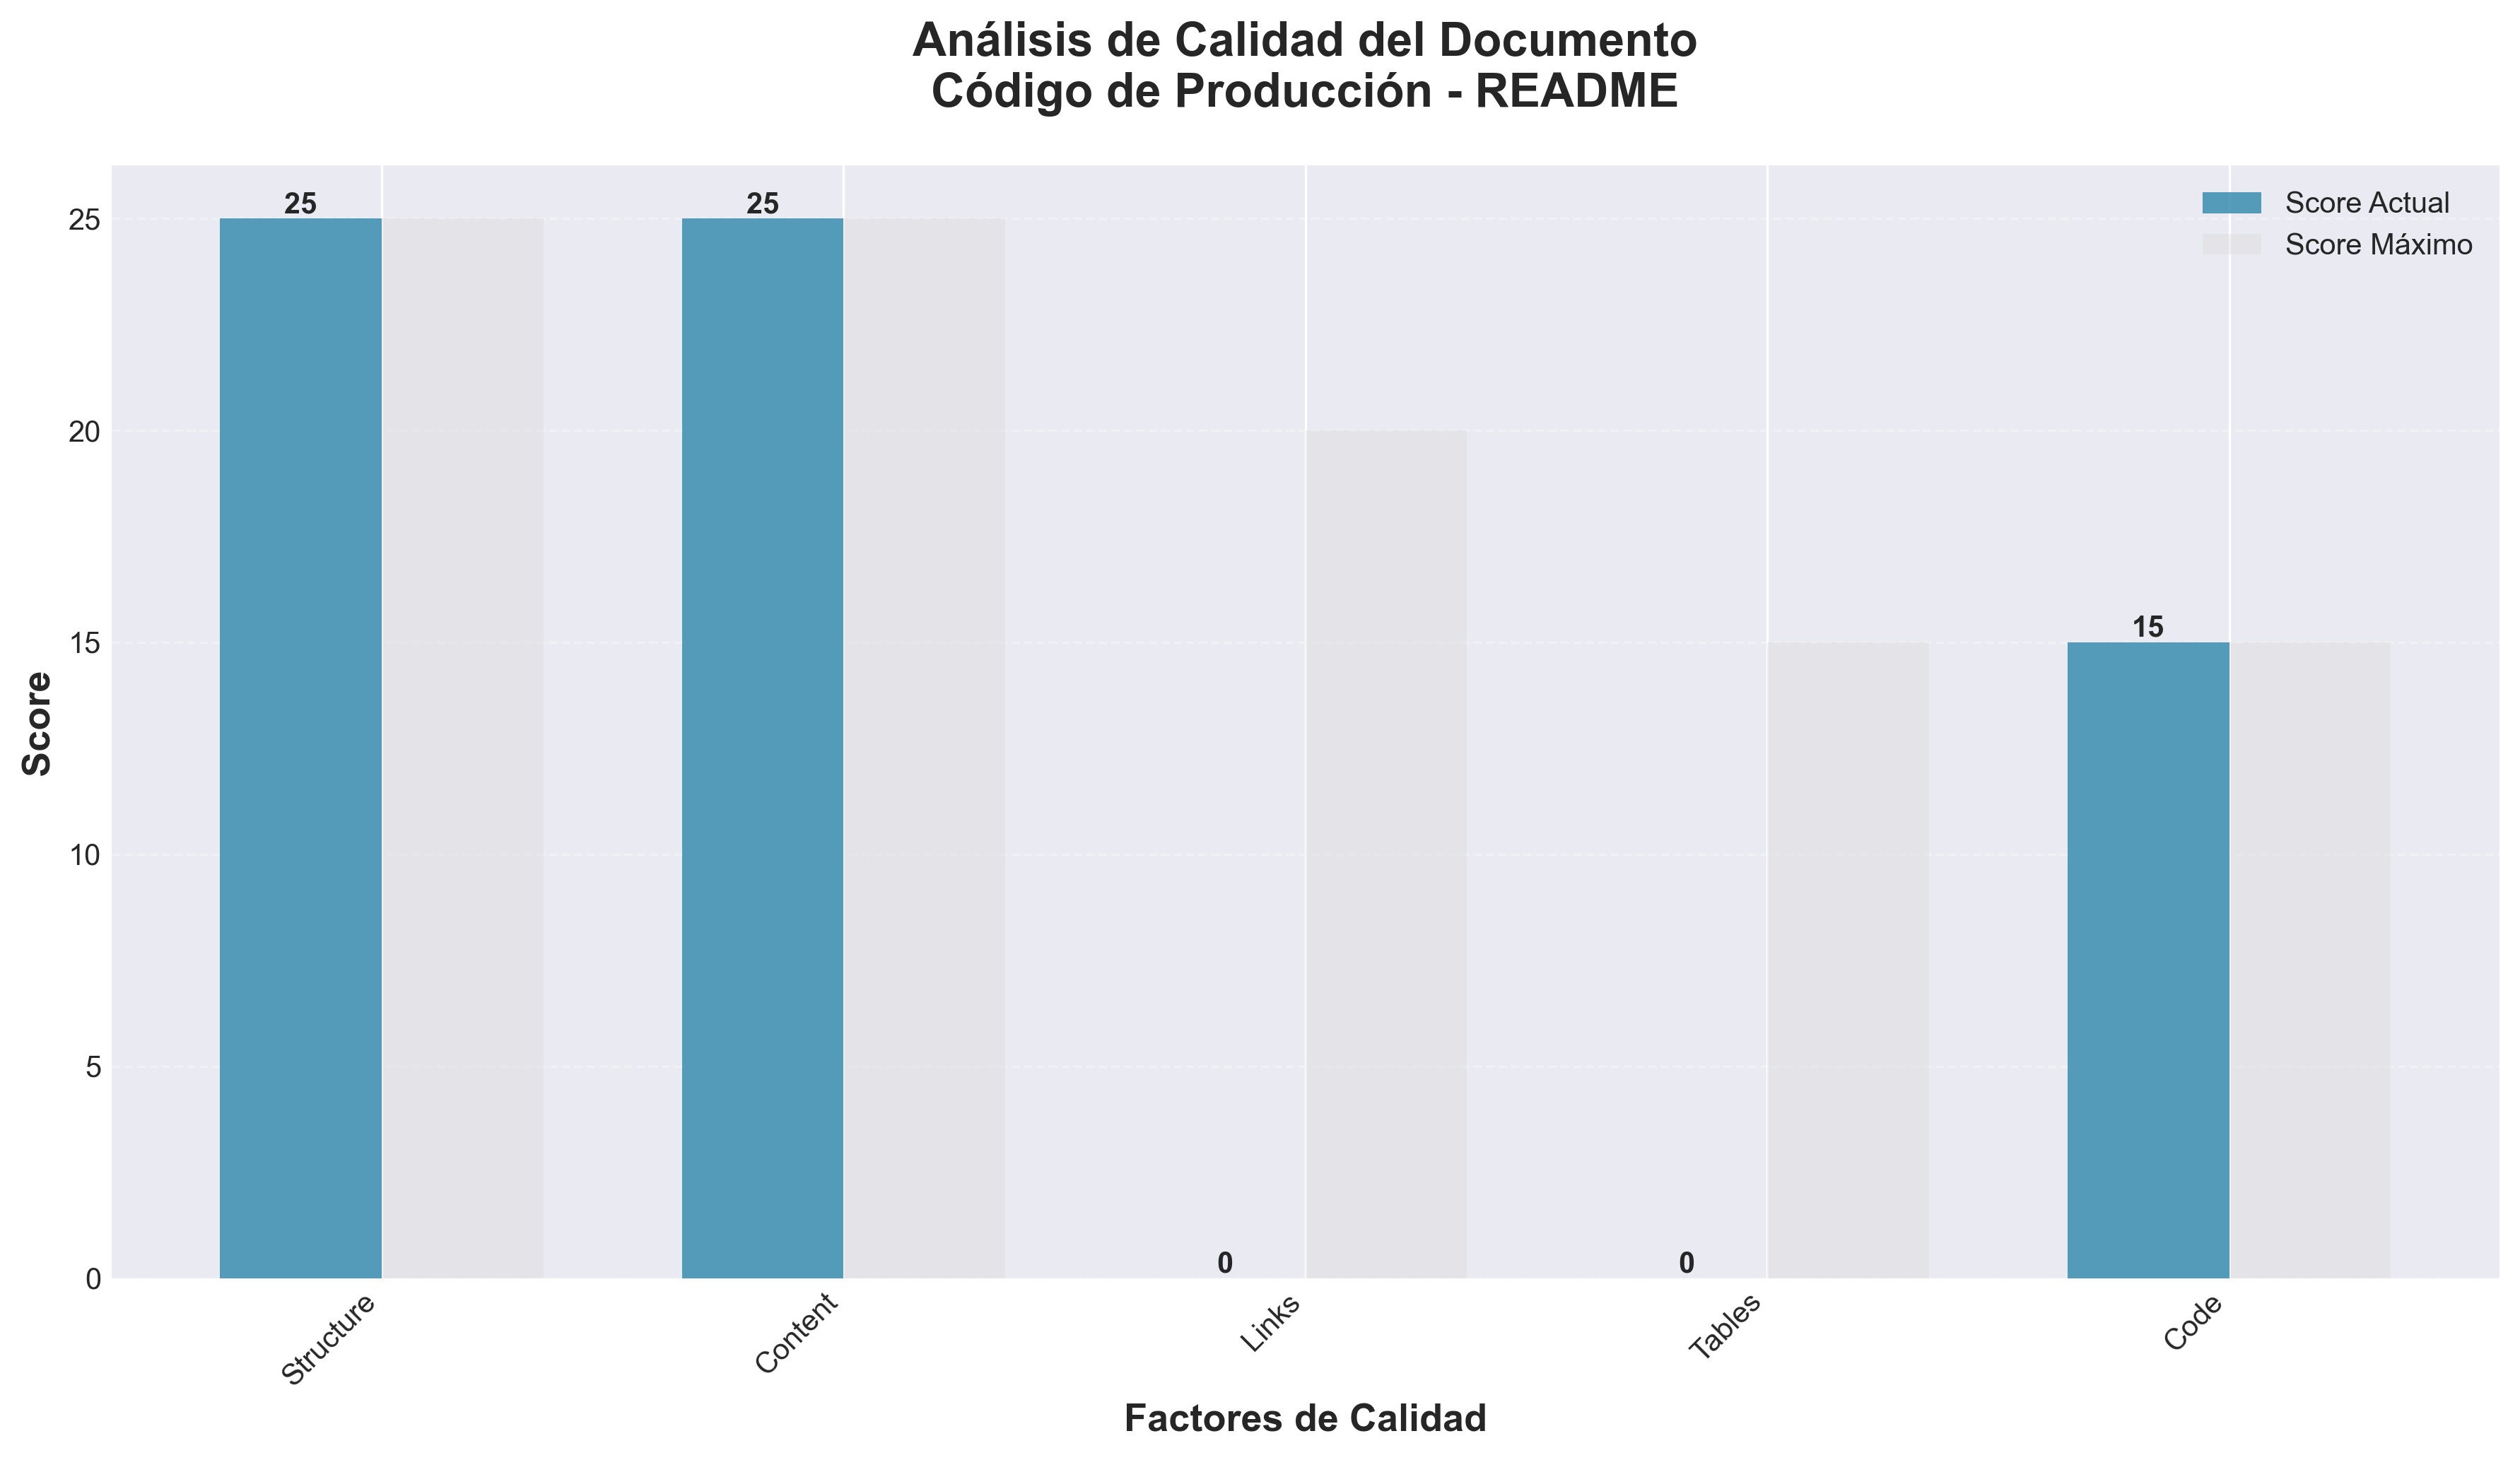 Análisis de Calidad del Documento
Código de Producción - README
25
25
0
0
15
Score Actual
Score Máximo
25
20
15
10
5
0
Score
Structure
Content
Links
Tables
Code
Factores de Calidad